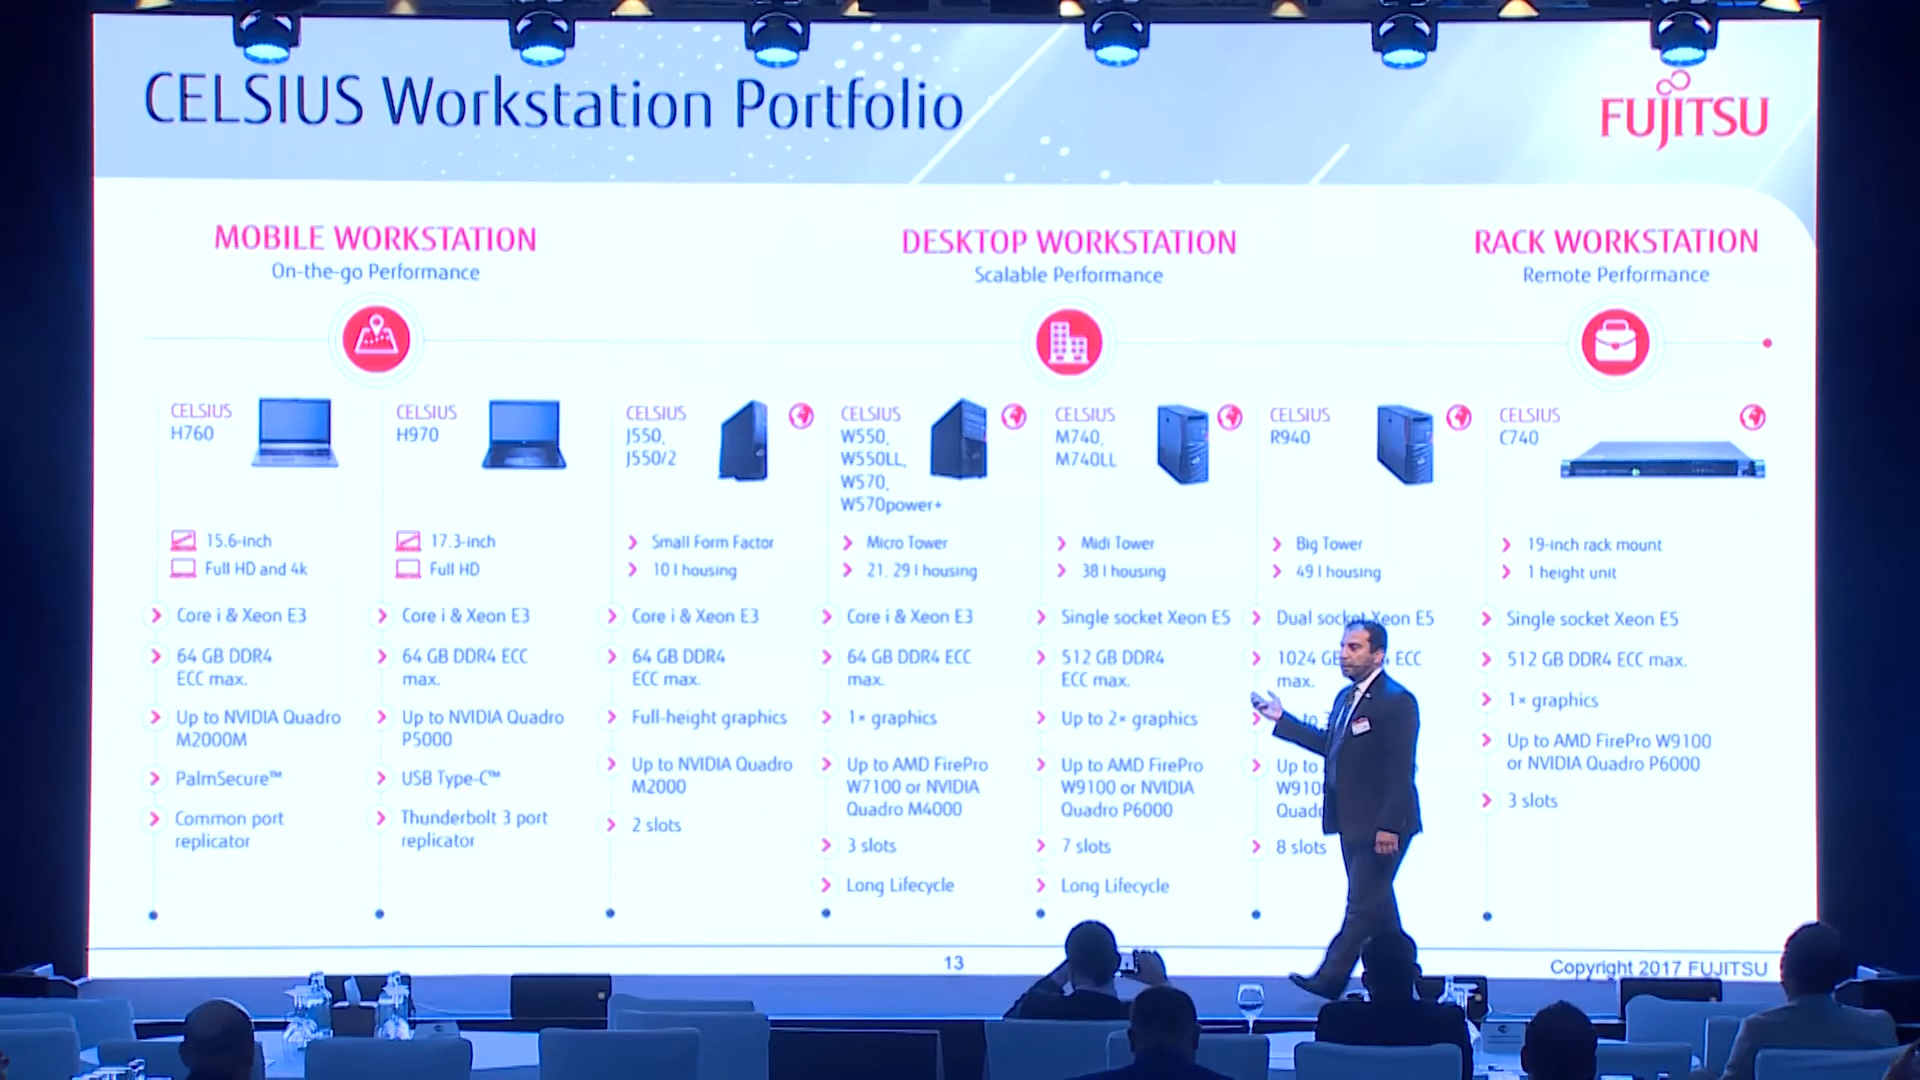 CELSIUS Workstation Portfolio
FUJITSU
MOBILE WORKSTATION
On-the-go Performance
DESKTOP WORKSTATION
Scalable Performance
RACK WORKSTATION
Remote Performance
CELSIUS
H760
15.6-inch
Full HD and 4k
Core i & Xeon E3
64 GB DDR4
ECC max.
Up to NVIDIA Quadro
M2000M
PalmSecure™
Common port
replicator
CELSIUS
H970
17.3-inch
Full HD
Core i & Xeon E3
64 GB DDR4 ECC
max.
Up to NVIDIA Quadro
P5000
USB Type-C™
Thunderbolt 3 port
replicator
CELSIUS
J550,
J550/2
Small Form Factor
10 l housing
Core i & Xeon E3
64 GB DDR4
ECC max.
Full-height graphics
Up to NVIDIA Quadro
M2000
2 slots
CELSIUS
W550,
W550LL,
W570,
W570power+
Micro Tower
21, 29 l housing
Core i & Xeon E3
64 GB DDR4 ECC
max.
1× graphics
Up to AMD FirePro
W7100 or NVIDIA
Quadro M4000
3 slots
Long Lifecycle
CELSIUS
M740,
M740LL
Midi Tower
38 l housing
Single socket Xeon E5
512 GB DDR4
ECC max.
Up to 2× graphics
Up to AMD FirePro
W9100 or NVIDIA
Quadro P6000
7 slots
Long Lifecycle
CELSIUS
R940
Big Tower
49 l housing
Dual socket Xeon E5
1024 ECC
max.
to
Up to
8 slots
CELSIUS
C740
19-inch rack mount
1 height unit
Single socket Xeon E5
512 GB DDR4 ECC max.
1× graphics
Up to AMD FirePro W9100
or NVIDIA Quadro P6000
3 slots
13
Copyright 2017 FUJITSU